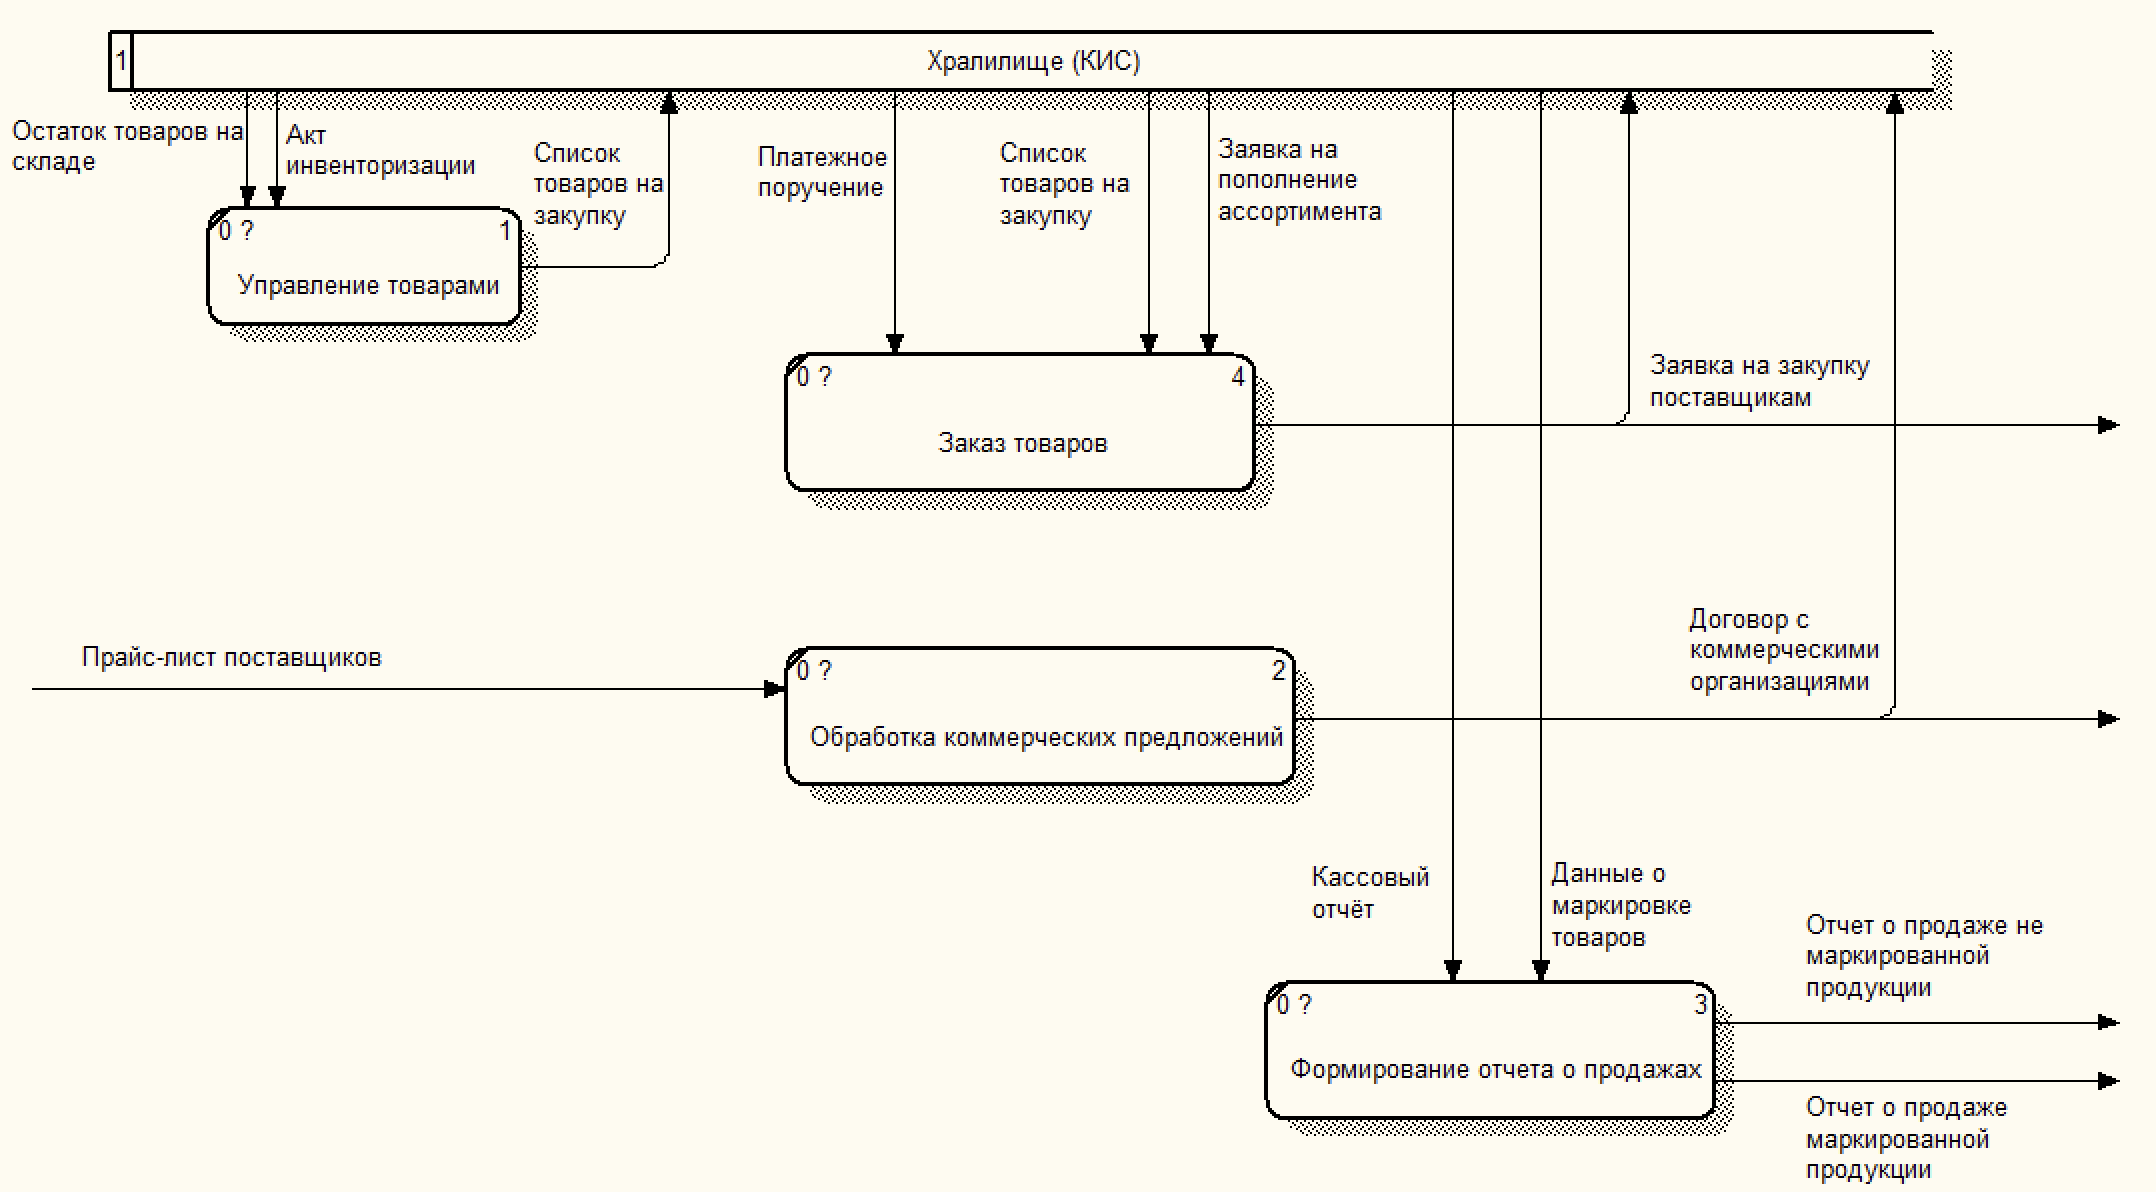 1
Хралилище (КИС)
Остаток товаров на
складе
Акт
инвенторизации
Список
товаров на
закупку
Платежное
поручение
Список
товаров на
закупку
Заявка на
пополнение
ассортимента
0 ?
1
Управление товарами
0 ?
4
Заказ товаров
Заявка на закупку
поставщикам
Прайс-лист поставщиков
0 ?
2
Обработка коммерческих предложений
Договор с
коммерческими
организациями
Кассовый
отчёт
Данные о
маркировке
товаров
0 ?
3
Формирование отчета о продажах
Отчет о продаже не
маркированной
продукции
Отчет о продаже
маркированной
продукции